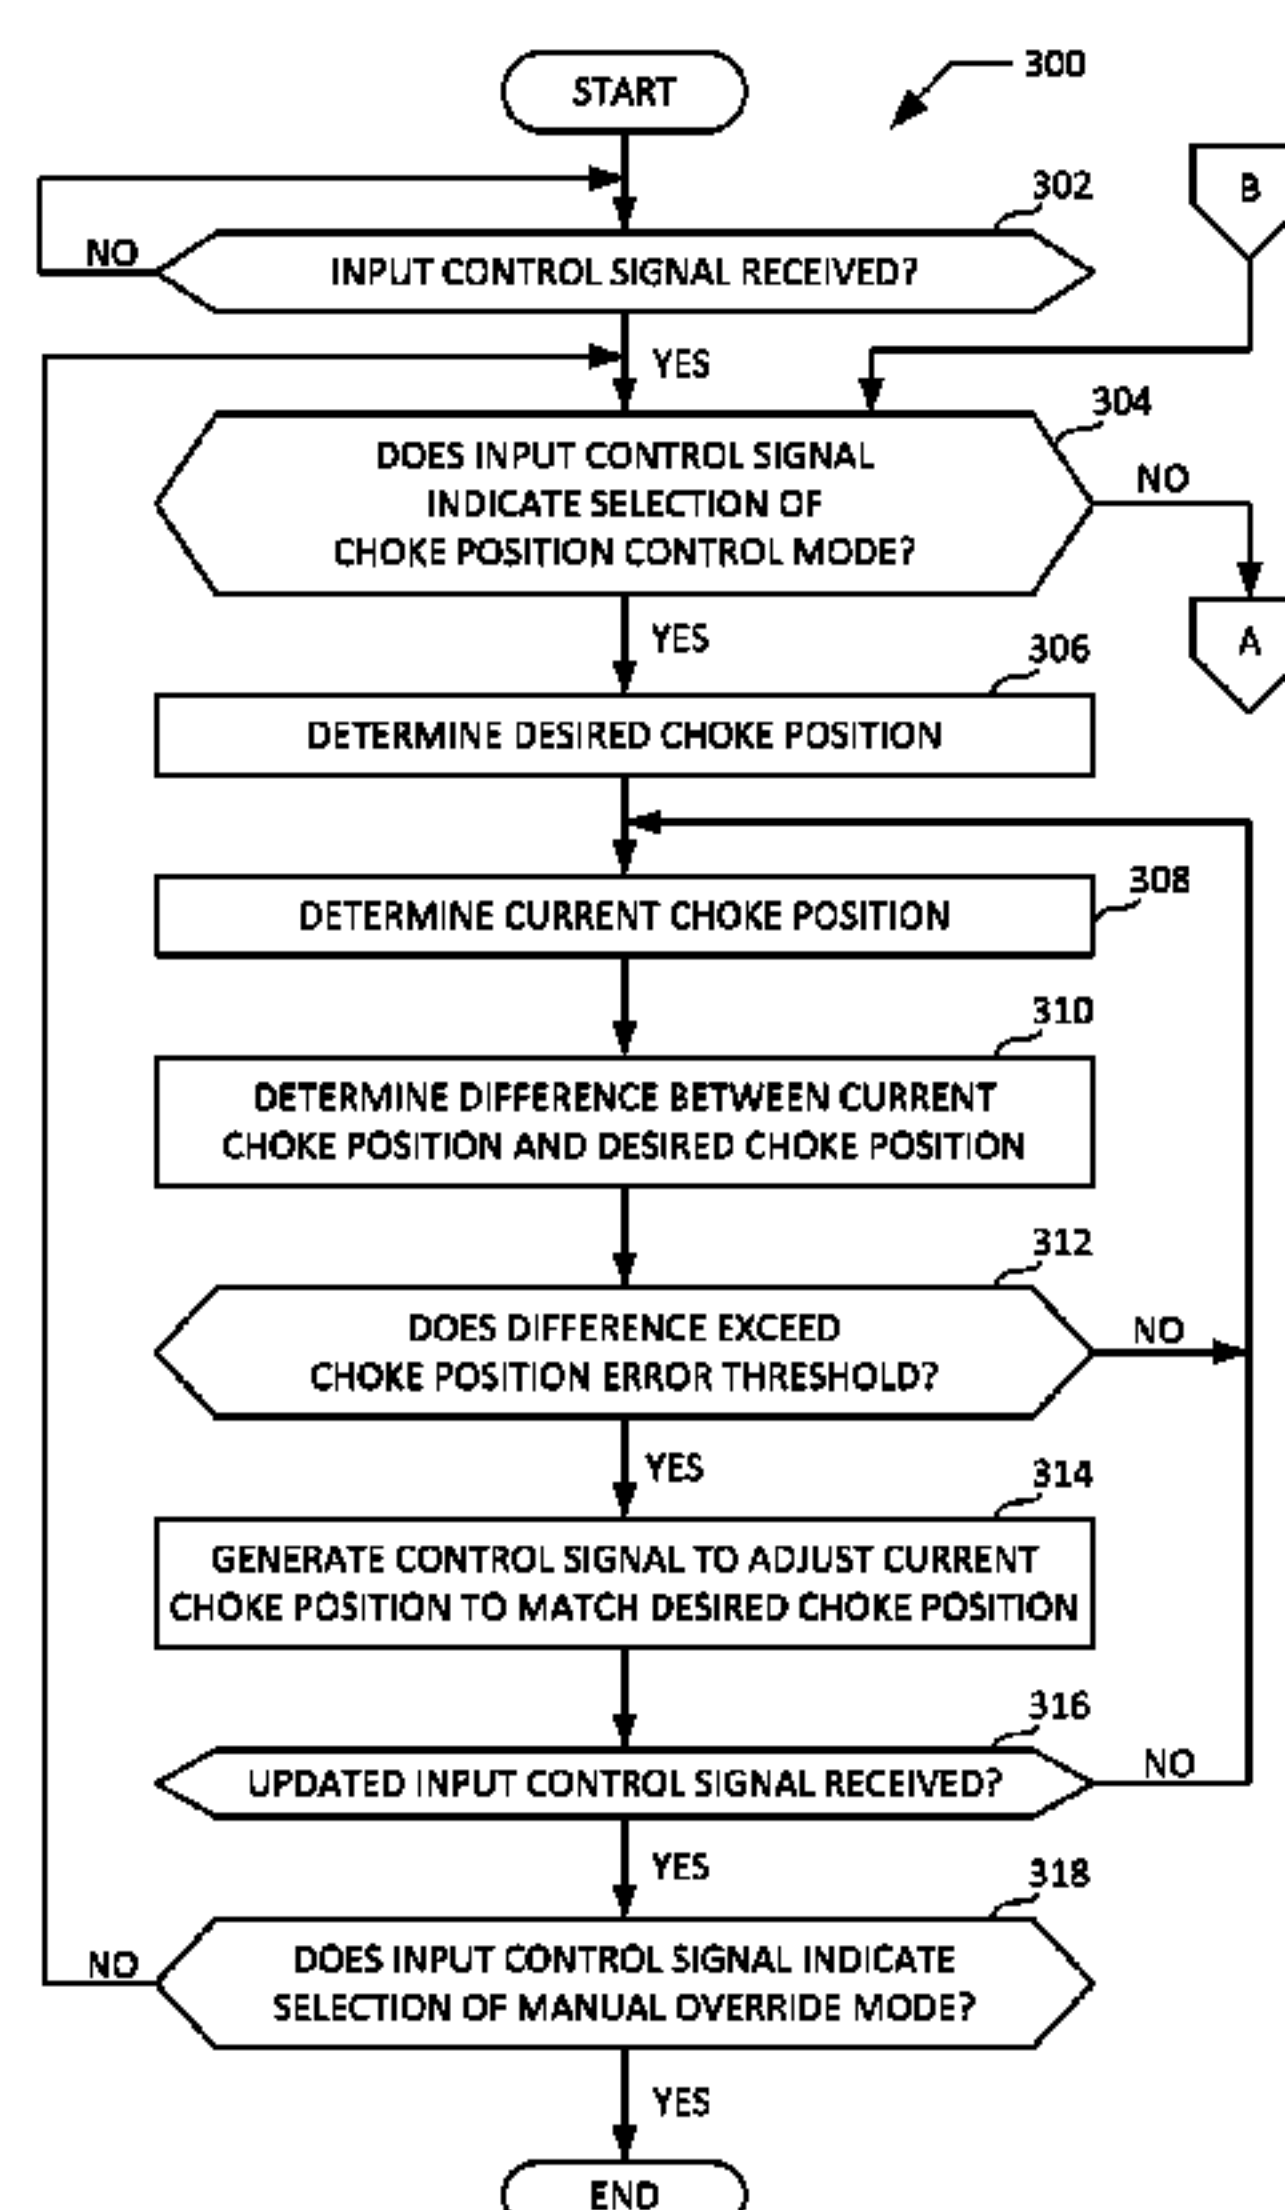 START
300
302
B
NO
INPUT CONTROL SIGNAL RECEIVED?
YES
304
DOES INPUT CONTROL SIGNAL
INDICATE SELECTION OF
CHOKE POSITION CONTROL MODE?
NO
YES
A
306
DETERMINE DESIRED CHOKE POSITION
308
DETERMINE CURRENT CHOKE POSITION
310
DETERMINE DIFFERENCE BETWEEN CURRENT
CHOKE POSITION AND DESIRED CHOKE POSITION
312
DOES DIFFERENCE EXCEED
CHOKE POSITION ERROR THRESHOLD?
NO
YES
314
GENERATE CONTROL SIGNAL TO ADJUST CURRENT
CHOKE POSITION TO MATCH DESIRED CHOKE POSITION
316
UPDATED INPUT CONTROL SIGNAL RECEIVED?
NO
YES
318
DOES INPUT CONTROL SIGNAL INDICATE
SELECTION OF MANUAL OVERRIDE MODE?
NO
YES
END